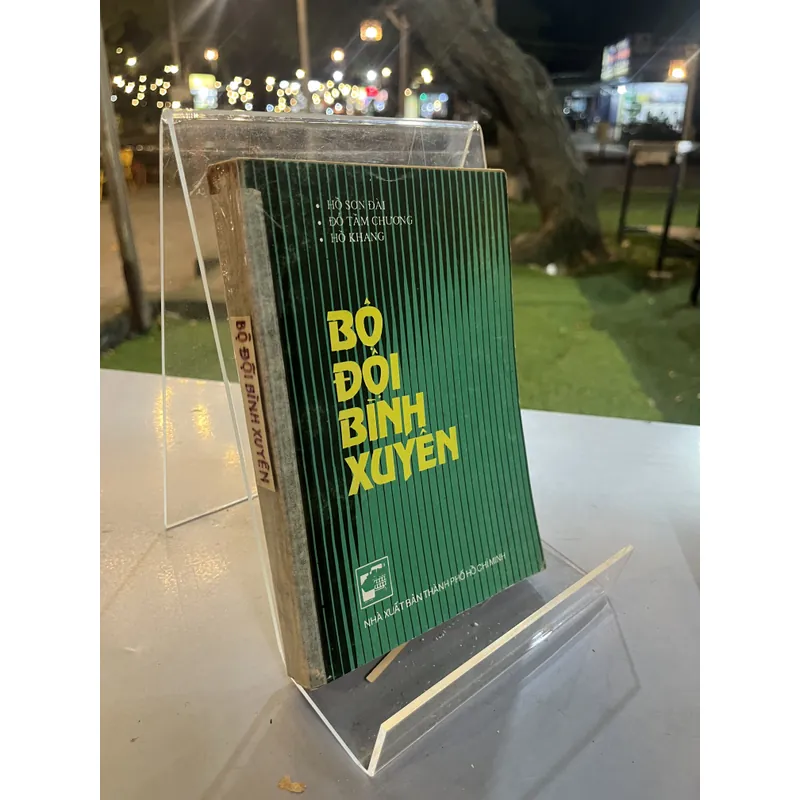 • HỒ SƠN ĐÀI
• ĐỖ TẦM CHƯƠNG
• HỒ KHANG
BỘ
ĐỘI
BÌNH
XUYÊN
NHÀ XUẤT BẢN THÀNH PHỐ HỒ CHÍ MINH
BỘ ĐỘI BÌNH XUYÊN